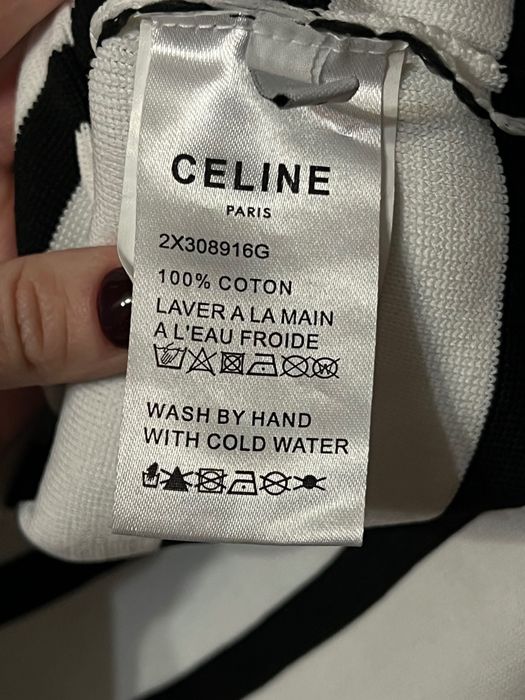 CELINE
PARIS
2X308916G
100% COTON
LAVER A LA MAIN
A L'EAU FROIDE
WASH BY HAND
WITH COLD WATER